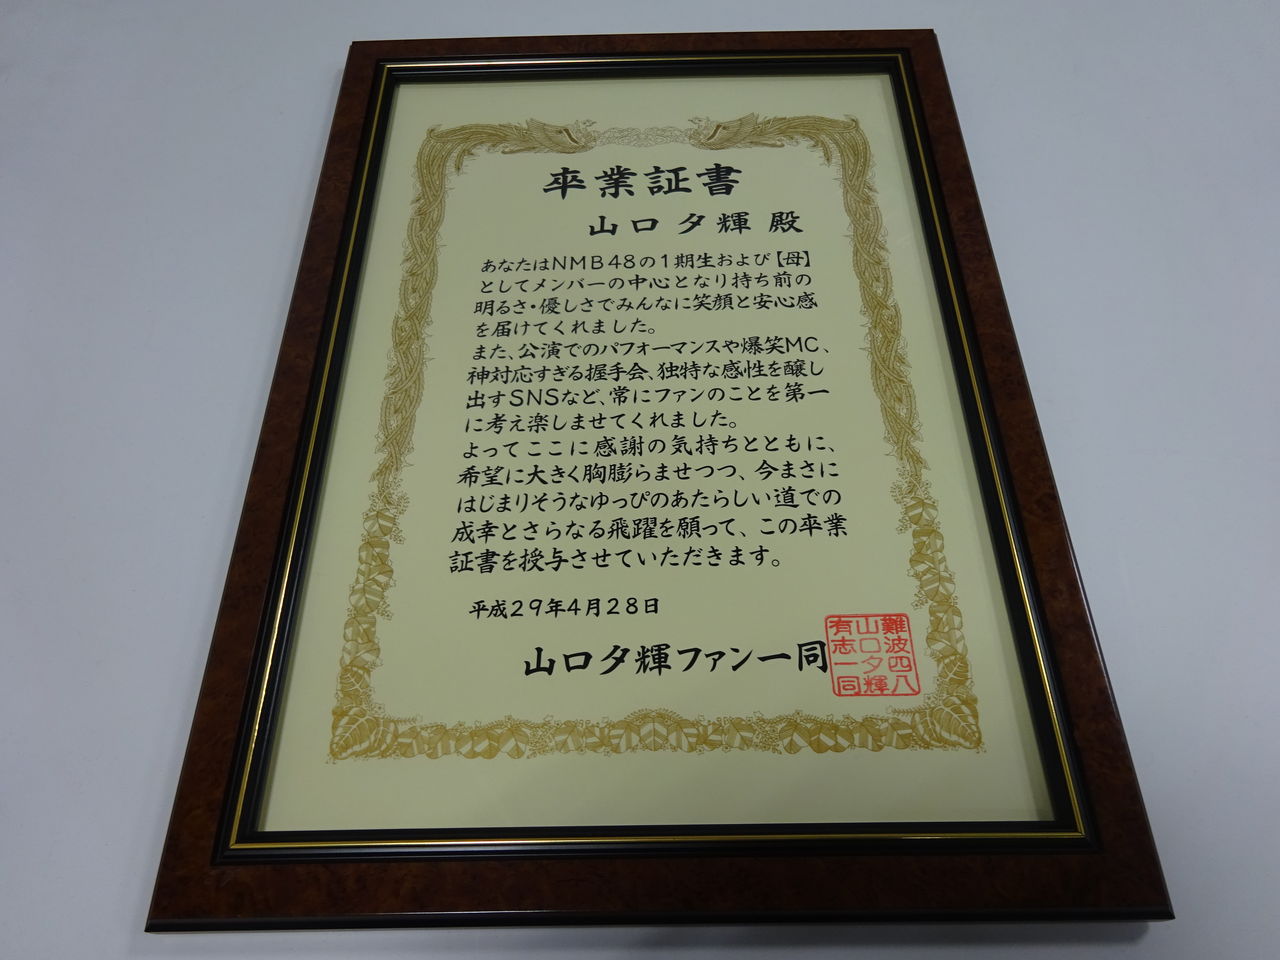 卒業証書
山口夕輝 殿
あなたはNMB48の1期生および【母】
としてメンバーの中心となり持ち前の
明るさ・優しさでみんなに笑顔と安心感
を届けてくれました。
また、公演でのパフォーマンスや爆笑MC、
神対応すぎる握手会、独特な感性を醸し
出すSNSなど、常にファンのことを第一
に考え楽しませてくれました。
よってここに感謝の気持ちとともに、
希望に大きく胸膨らませつつ、今まさに
はじまりそうなゆっぴのあたらしい道での
成幸とさらなる飛躍を願って、この卒業
証書を授与させていただきます。
平成29年4月28日
山口夕輝ファン一同
難波四八
山口夕輝
有志一同